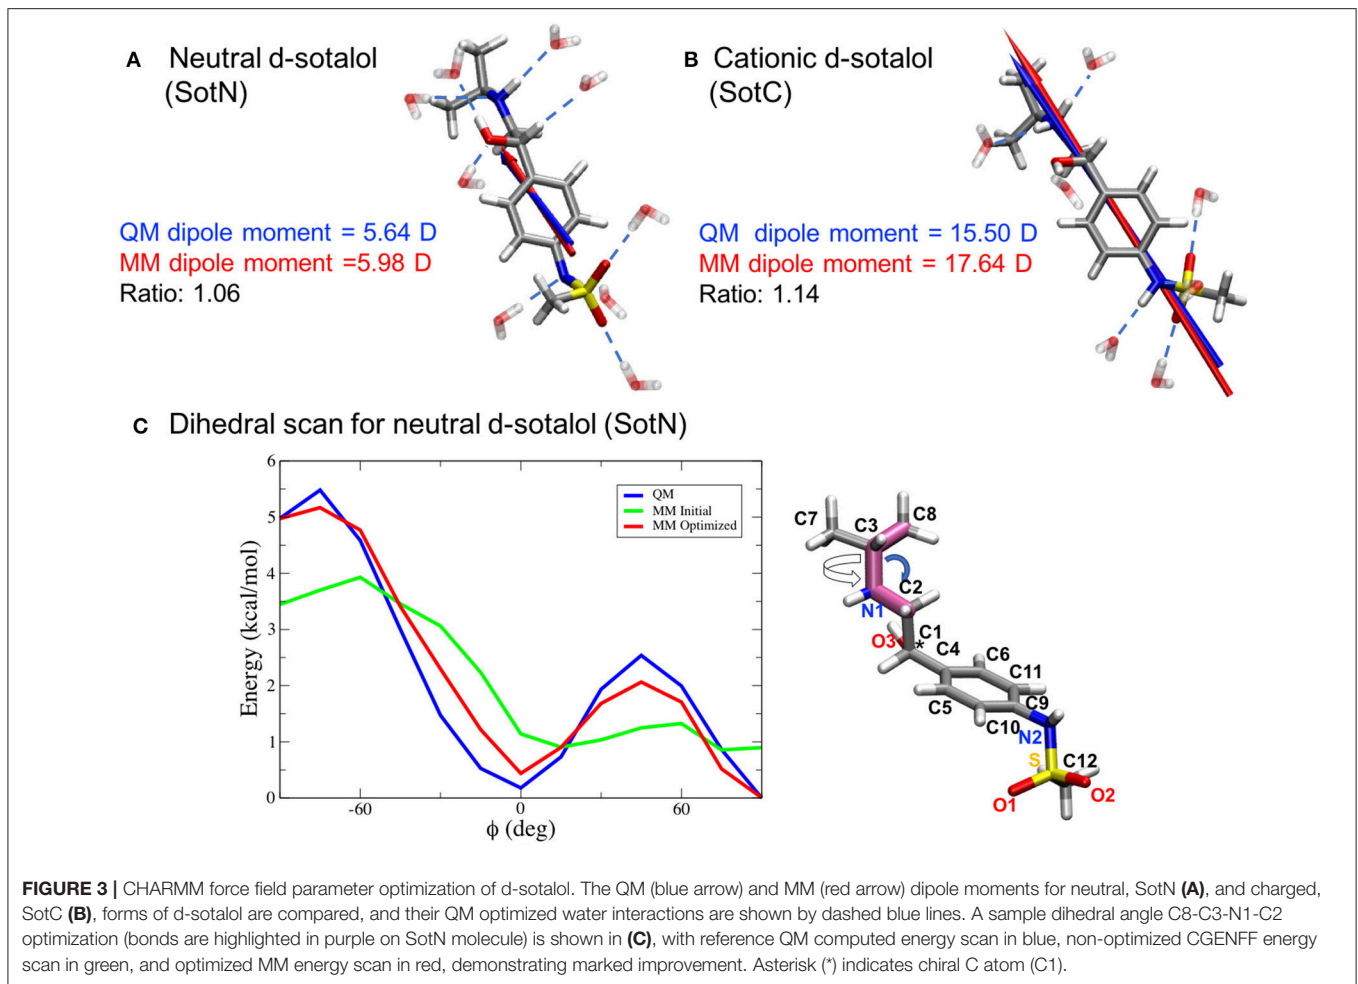 A Neutral d-sotalol
(SotN)
QM dipole moment = 5.64 D
MM dipole moment =5.98 D
Ratio: 1.06
B Cationic d-sotalol
(SotC)
QM dipole moment = 15.50 D
MM dipole moment = 17.64 D
Ratio: 1.14
C Dihedral scan for neutral d-sotalol (SotN)
Energy (kcal/mol)
6
5
4
3
2
1
0
-60
0
60
ϕ (deg)
QM
MM Initial
MM Optimized
C7
C3
C8
C2
N1
O3
C1
*
C4
C6
C11
C5
C9
C10
N2
S
C12
O1
O2
FIGURE 3 | CHARMM force field parameter optimization of d-sotalol. The QM (blue arrow) and MM (red arrow) dipole moments for neutral, SotN (A), and charged,
SotC (B), forms of d-sotalol are compared, and their QM optimized water interactions are shown by dashed blue lines. A sample dihedral angle C8-C3-N1-C2
optimization (bonds are highlighted in purple on SotN molecule) is shown in (C), with reference QM computed energy scan in blue, non-optimized CGENFF energy
scan in green, and optimized MM energy scan in red, demonstrating marked improvement. Asterisk (*) indicates chiral C atom (C1).